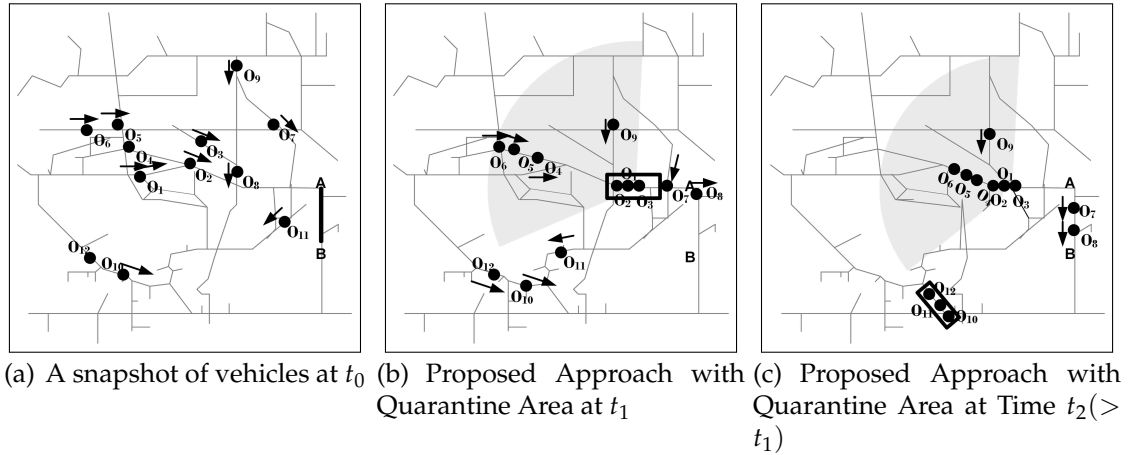 O₉
O₅
O₇
O₆
O₃
O₄
O₂
O₈
O₁
A
O₁₁
B
O₁₂
O₁₀
O₉
O₆
O₅
O₄
O₁
A
O₈
O₂
O₃
O₇
O₁₁
B
O₁₂
O₁₀
O₉
O₆
O₁
A
O₅
O₄
O₂
O₃
O₇
O₈
B
O₁₂
O₁₁
O₁₀
(a) A snapshot of vehicles at t₀
(b) Proposed Approach with
Quarantine Area at t₁
(c) Proposed Approach with
Quarantine Area at Time t₂(>
t₁)